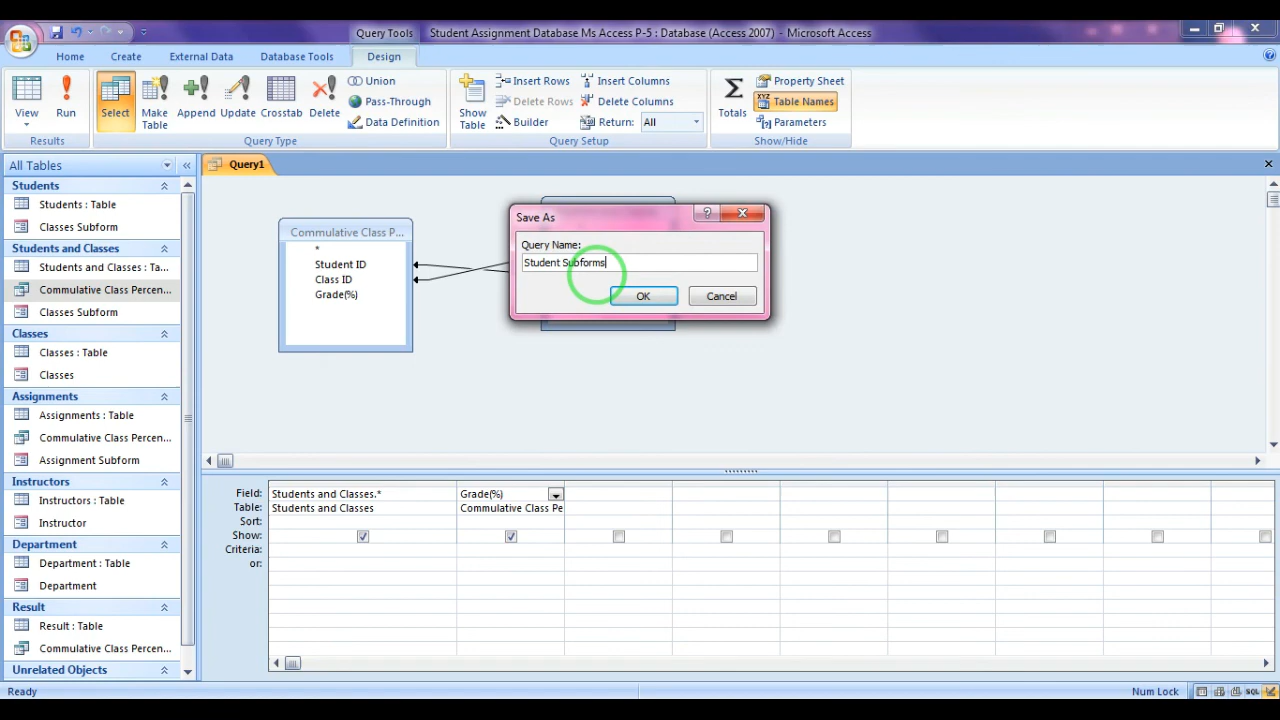 Query Tools
Student Assignment Database Ms Access P-5 : Database (Access 2007) - Microsoft Access
Home
Create
External Data
Database Tools
Design
View
Run
Select
Make Table
Append
Update
Crosstab
Delete
Union
Pass-Through
Data Definition
Show Table
Insert Rows
Delete Rows
Builder
Insert Columns
Delete Columns
Return: All
Totals
Property Sheet
Table Names
Parameters
Results
Query Type
Query Setup
Show/Hide
All Tables
Query1
Students
Students : Table
Classes Subform
Students and Classes
Students and Classes : Ta...
Commulative Class Percen...
Classes Subform
Classes
Classes : Table
Classes
Assignments
Assignments : Table
Commulative Class Percen...
Assignment Subform
Instructors
Instructors : Table
Instructor
Department
Department : Table
Department
Result
Result : Table
Commulative Class Percen...
Unrelated Objects
Commulative Class P...
*
Student ID
Class ID
Grade(%)
Save As
Query Name:
Student Subforms
OK
Cancel
Field: Students and Classes.* Grade(%)
Table: Students and Classes Commulative Class Pe
Sort:
Show:
Criteria:
or:
Ready
Num Lock
SQL